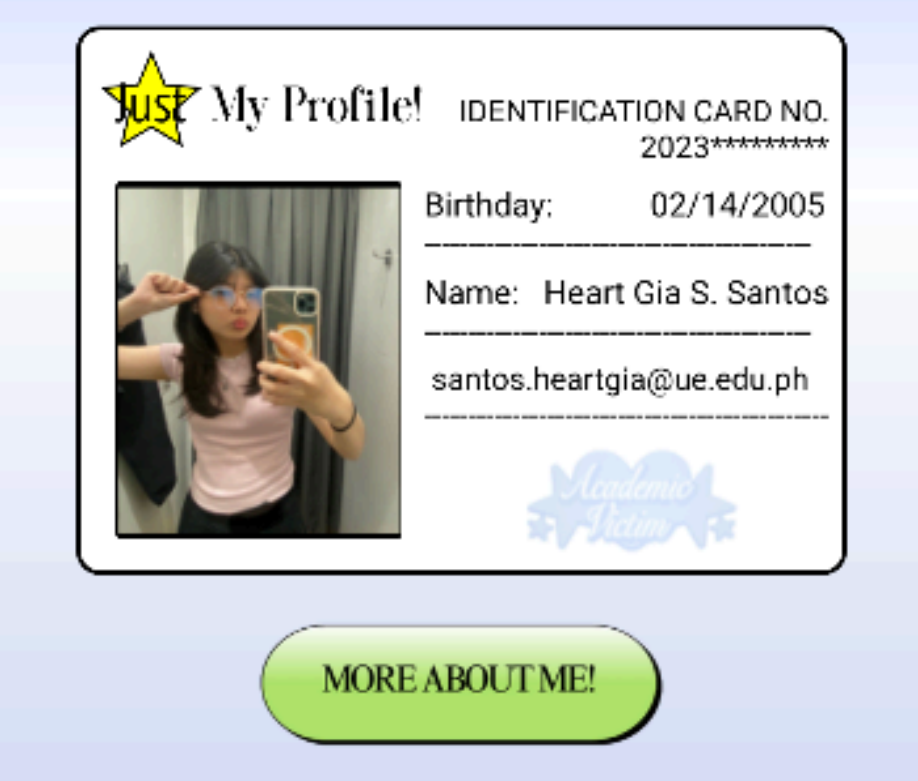 Just My Profile!
IDENTIFICATION CARD NO.
2023*********
Birthday: 02/14/2005
Name: Heart Gia S. Santos
santos.heartgia@ue.edu.ph
Academic
Victim
MORE ABOUT ME!